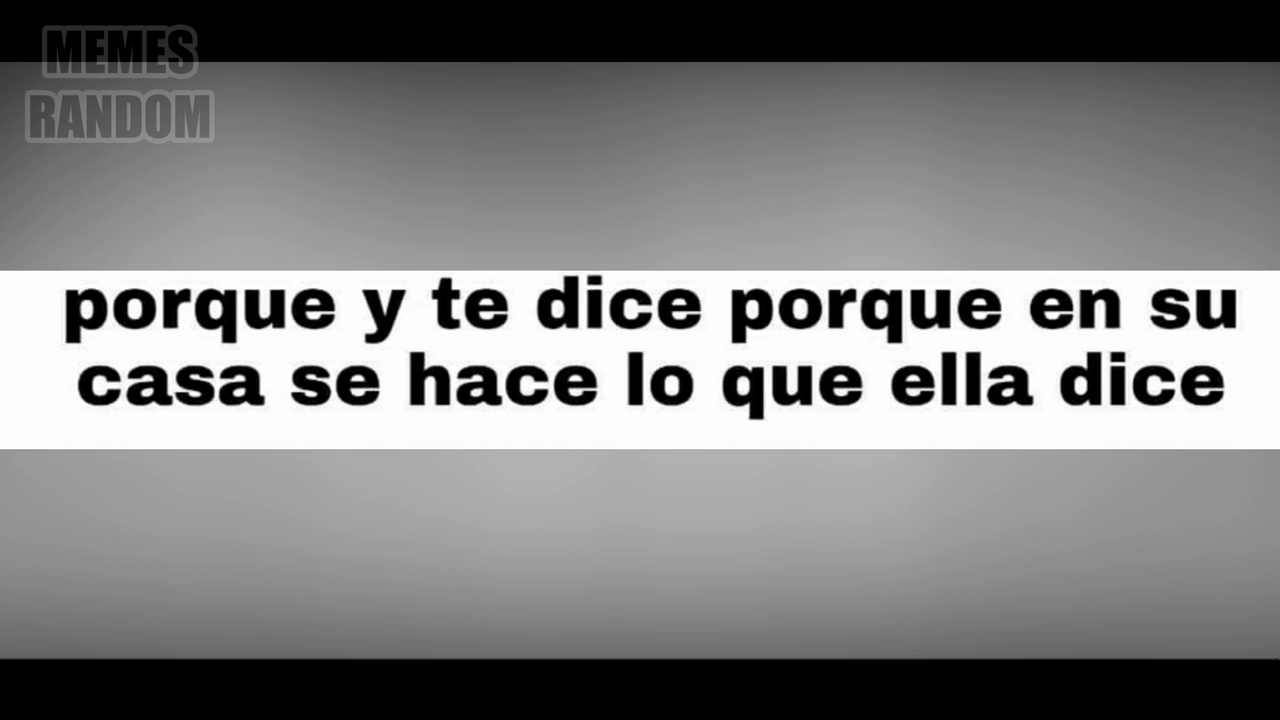 MEMES
RANDOM
porque y te dice porque en su
casa se hace lo que ella dice